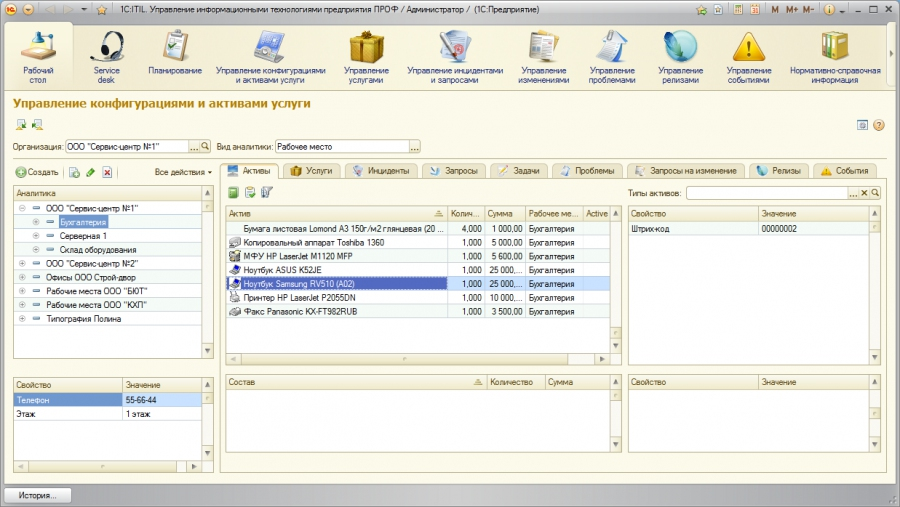 1С:ITIL. Управление информационными технологиями предприятия ПРОФ / Администратор / (1С:Предприятие)
M M+ M-
Рабочий стол
Service desk
Планирование
Управление конфигурациями и активами услуги
Управление услугами
Управление инцидентами и запросами
Управление изменениями
Управление проблемами
Управление релизами
Управление событиями
Нормативно-справочная информация
Управление конфигурациями и активами услуги
Организация: ООО "Сервис-центр №1" ... Вид аналитики: Рабочее место ...
Создать Все действия
Активы Услуги Инциденты Запросы Задачи Проблемы Запросы на изменение Релизы События
Типы активов: ...
Аналитика
ООО "Сервис-центр №1"
Бухгалтерия
Серверная 1
Склад оборудования
ООО "Сервис-центр №2"
Офисы ООО Строй-двор
Рабочие места ООО "БЮТ"
Рабочие места ООО "КХП"
Типография Полина
Актив Колич... Сумма Рабочее ме... Active
Бумага листовая Lomond A3 150г/м2 глянцевая (20 ... 4,000 1 000,00 Бухгалтерия
Копировальный аппарат Toshiba 1360 1,000 5 000,00 Бухгалтерия
МФУ HP LaserJet M1120 MFP 1,000 5 600,00 Бухгалтерия
Ноутбук ASUS K52JE 1,000 25 000,... Бухгалтерия
Ноутбук Samsung RV510 (A02) 1,000 25 000,... Бухгалтерия
Принтер HP LaserJet P2055DN 1,000 10 000,... Бухгалтерия
Факс Panasonic KX-FT982RUB 1,000 3 500,00 Бухгалтерия
Свойство Значение
Штрих-код 00000002
Свойство Значение
Телефон 55-66-44
Этаж 1 этаж
Состав Количество Сумма
Свойство Значение
История...